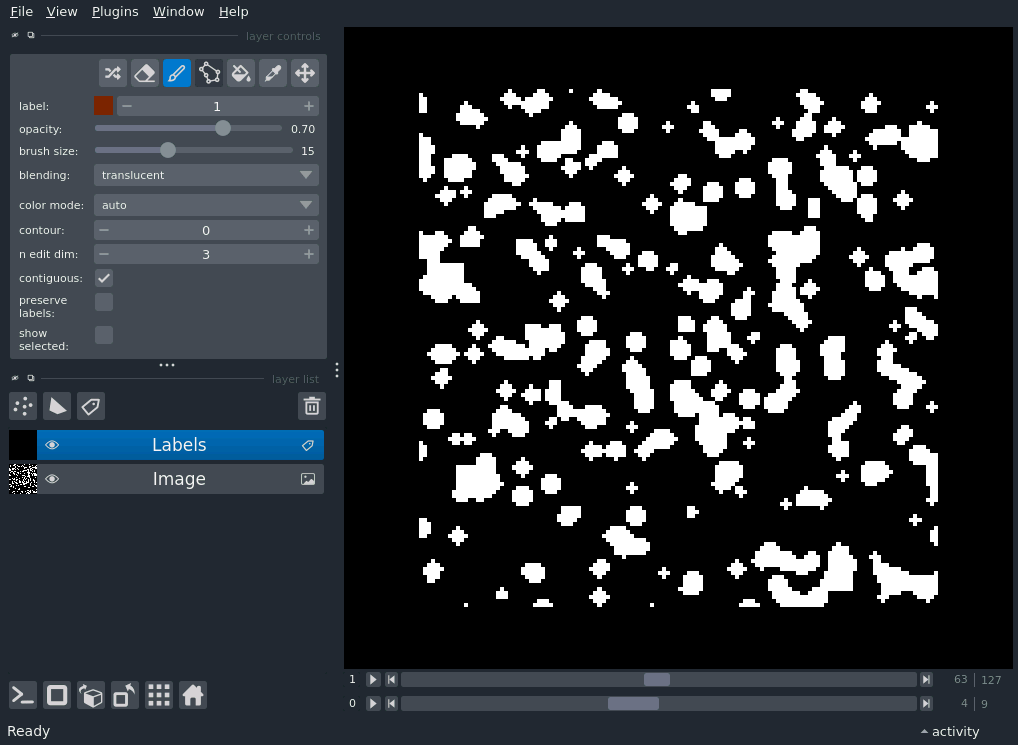 File View Plugins Window Help
layer controls
label: 1
opacity: 0.70
brush size: 15
blending: translucent
color mode: auto
contour: 0
n edit dim: 3
contiguous:
preserve
labels:
show
selected:
layer list
Labels
Image
1 63 127
0 4 9
Ready activity